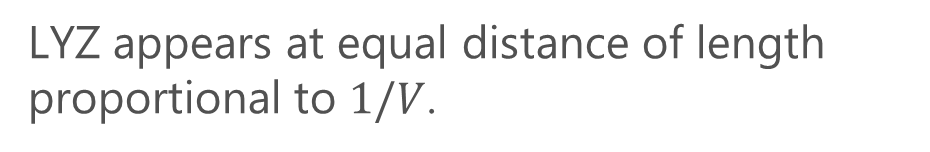 LYZ appears at equal distance of length
proportional to 1/V.